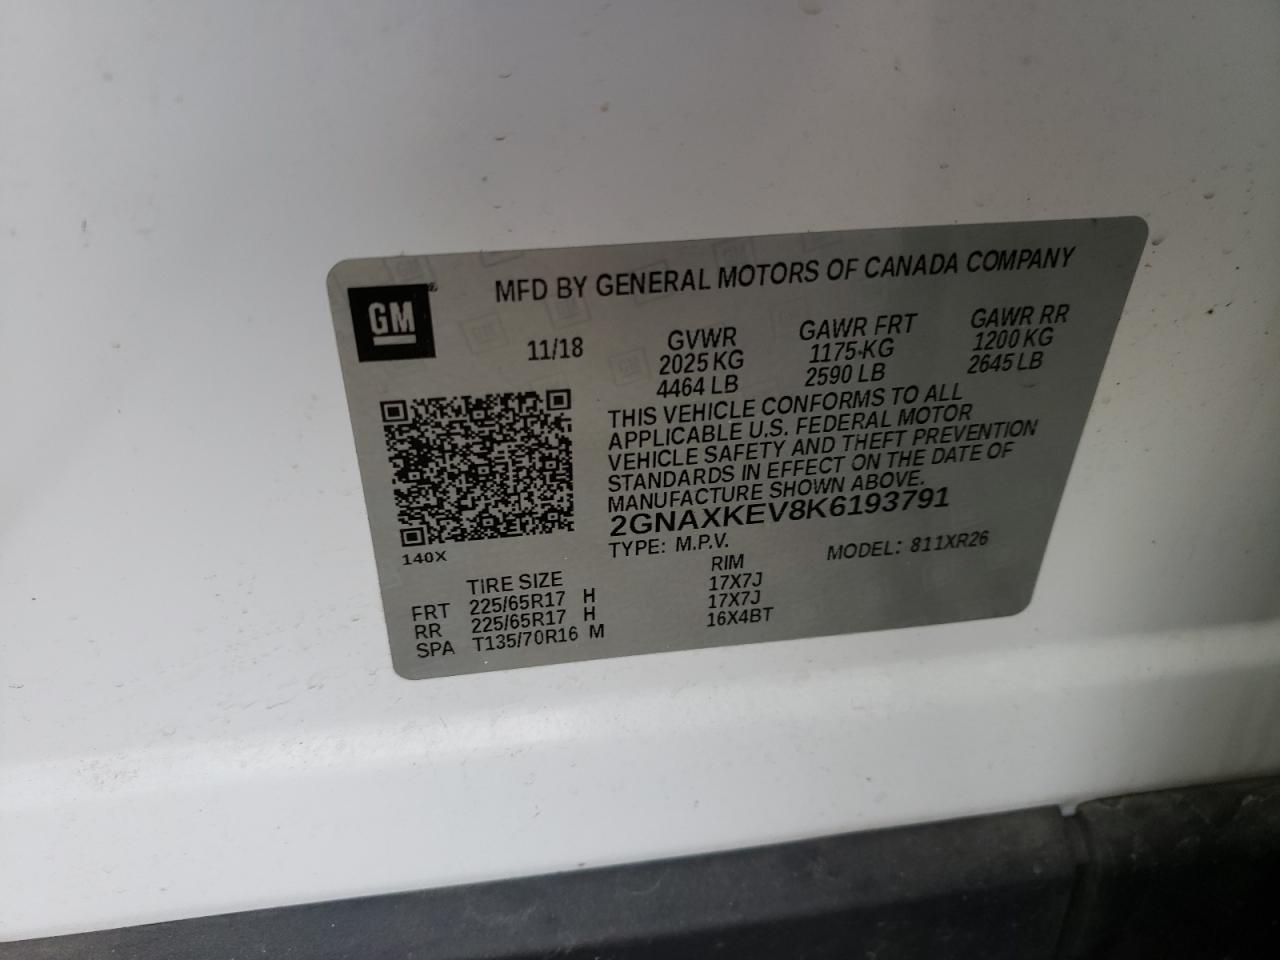 GM
MFD BY GENERAL MOTORS OF CANADA COMPANY
11/18
GVWR GAWR FRT GAWR RR
2025 KG 1175 KG 1200 KG
4464 LB 2590 LB 2645 LB
THIS VEHICLE CONFORMS TO ALL
APPLICABLE U.S. FEDERAL MOTOR
VEHICLE SAFETY AND THEFT PREVENTION
STANDARDS IN EFFECT ON THE DATE OF
MANUFACTURE SHOWN ABOVE.
2GNAXKEV8K6193791
TYPE: M.P.V. MODEL: 811XR26
140X
TIRE SIZE RIM
FRT 225/65R17 H 17X7J
RR 225/65R17 H 17X7J
SPA T135/70R16 M 16X4BT